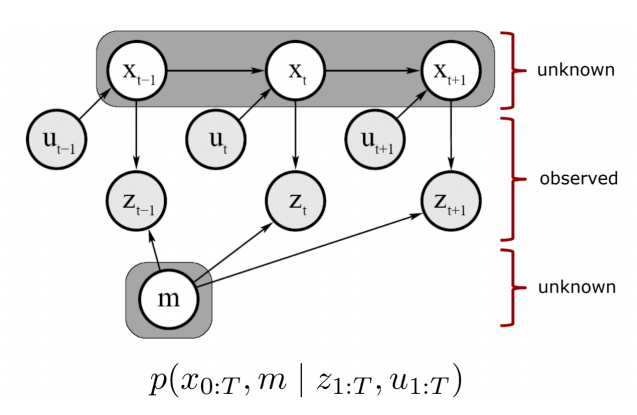 x_{t−1} x_t x_{t+1} unknown
u_{t−1} u_t u_{t+1}
observed
z_{t−1} z_t z_{t+1}
m unknown
p(x_{0:T}, m | z_{1:T}, u_{1:T})